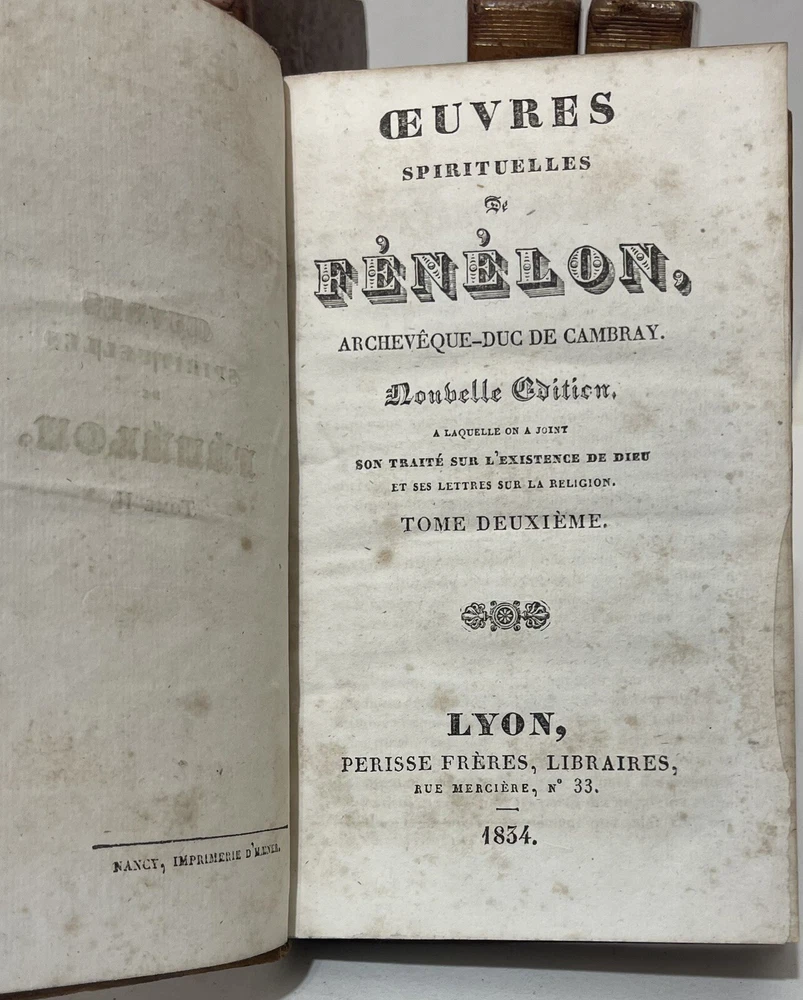 NANCY, IMPRIMERIE
ŒUVRES
SPIRITUELLES
De
FÉNÉLON,
ARCHEVÊQUE-DUC DE CAMBRAY.
Nouvelle Edition,
A LAQUELLE ON A JOINT
SON TRAITÉ SUR L'EXISTENCE DE DIEU
ET SES LETTRES SUR LA RELIGION.
TOME DEUXIÈME.
LYON,
PERISSE FRÈRES, LIBRAIRES,
RUE MERCIÈRE, N° 33.
1834.